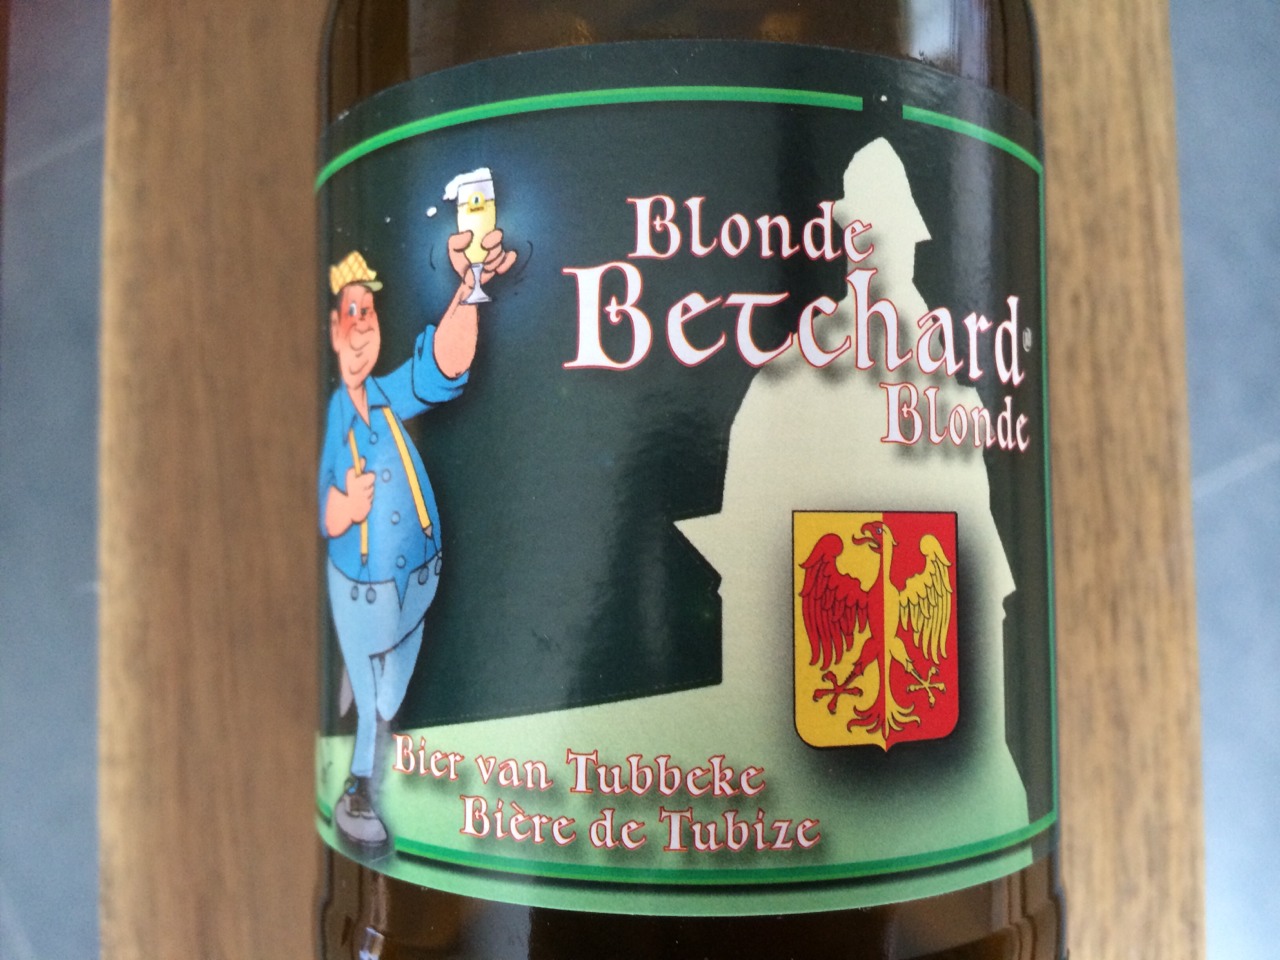 Blonde
Betchard®
Blonde
Bier van Tubbeke
Bière de Tubize